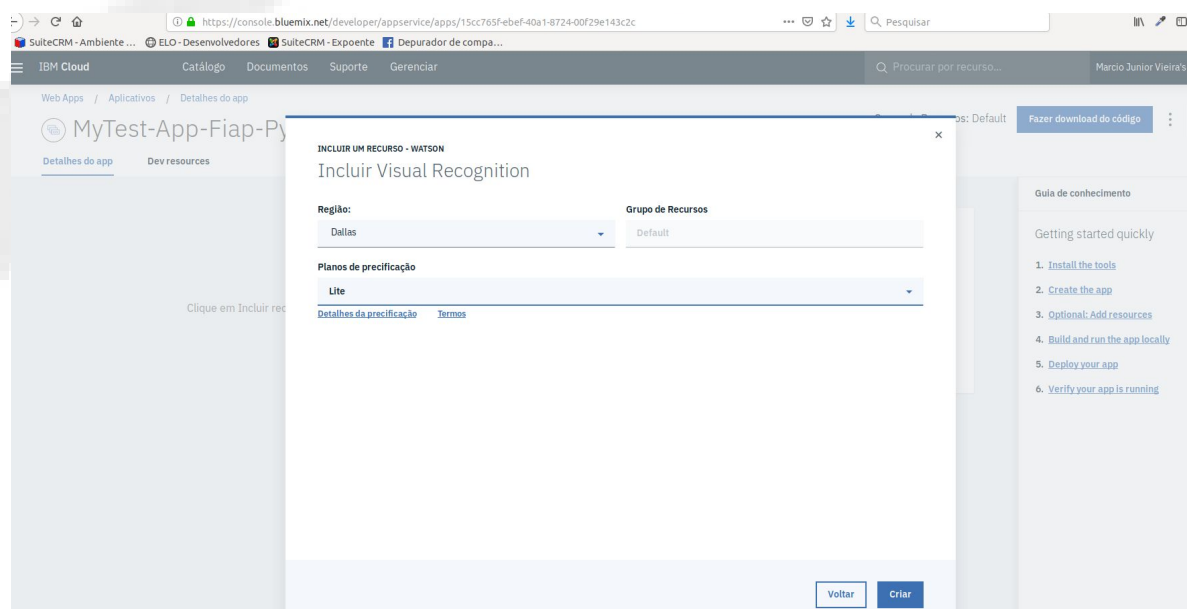 https://console.bluemix.net/developer/appservice/apps/15cc765f-ebef-40a1-8724-00f29e143c2c
Pesquisar
SuiteCRM - Ambiente ...
ELO - Desenvolvedores
SuiteCRM - Expoente
Depurador de compa...
IBM Cloud
Catálogo
Documentos
Suporte
Gerenciar
Procurar por recurso...
Marcio Junior Vieira's
Web Apps / Aplicativos / Detalhes do app
MyTest-App-Fiap-Py
: Default
Fazer download do código
Detalhes do app
Dev resources
INCLUIR UM RECURSO - WATSON
Incluir Visual Recognition
Região:
Grupo de Recursos
Dallas
Default
Planos de precificação
Lite
Detalhes da precificação
Termos
Clique em Incluir rec
Guia de conhecimento
Getting started quickly
1. Install the tools
2. Create the app
3. Optional: Add resources
4. Build and run the app locally
5. Deploy your app
6. Verify your app is running
Voltar
Criar